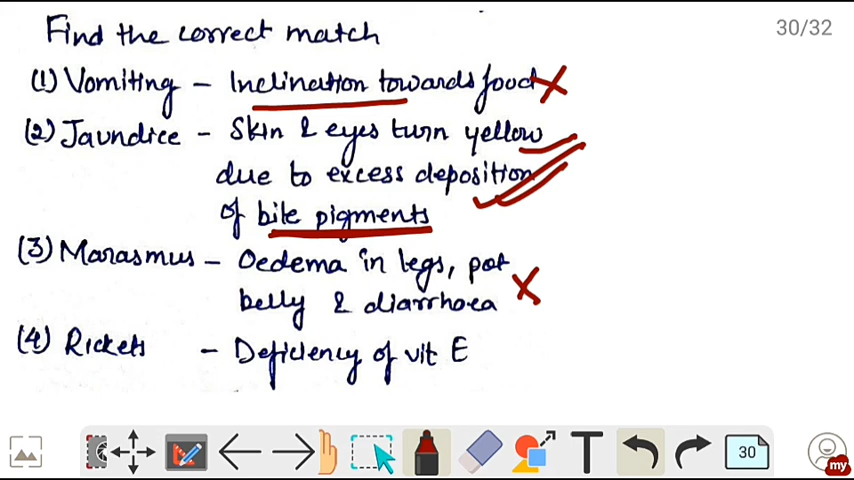 Find the correct match
30/32
(1) Vomiting - Inclination towards food
(2) Jaundice - Skin & eyes turn yellow
due to excess deposition
of bile pigments
(3) Marasmus - Oedema in legs, pot
belly & diarrhoea
(4) Rickets - Deficiency of vit E
T
30
my